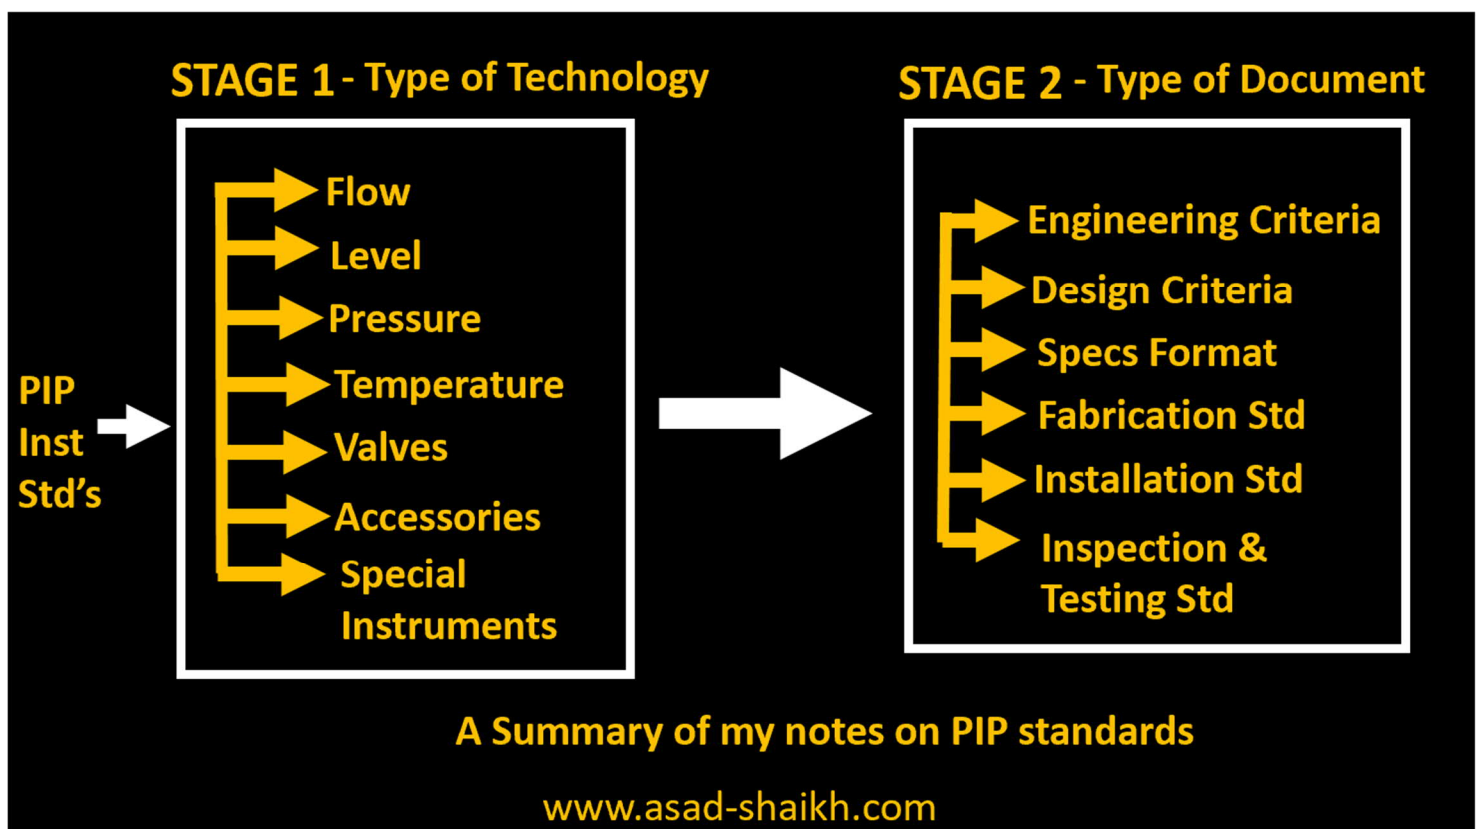 STAGE 1 - Type of Technology
Flow
Level
Pressure
Temperature
Valves
Accessories
Special
Instruments
PIP
Inst
Std's
STAGE 2 - Type of Document
Engineering Criteria
Design Criteria
Specs Format
Fabrication Std
Installation Std
Inspection &
Testing Std
A Summary of my notes on PIP standards
www.asad-shaikh.com